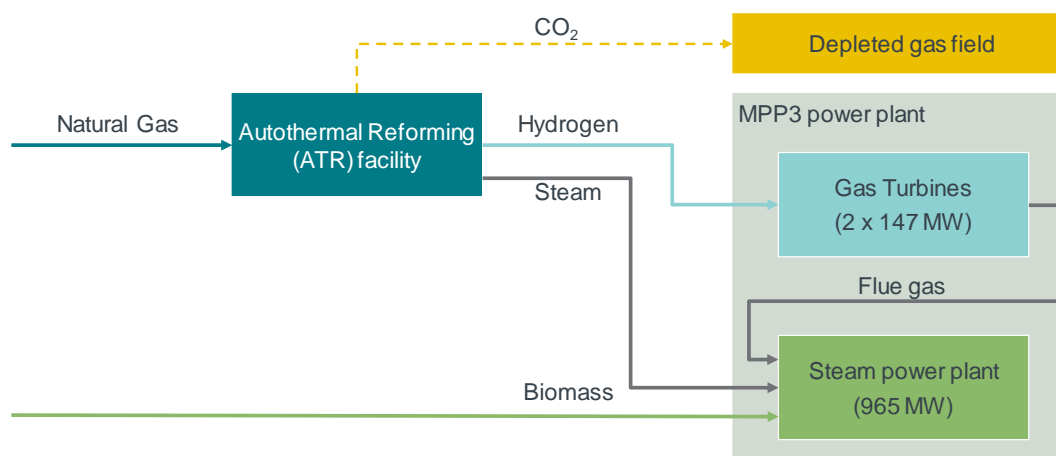 CO₂
Depleted gas field
MPP3 power plant
Natural Gas
Autothermal Reforming
(ATR) facility
Hydrogen
Steam
Gas Turbines
(2 x 147 MW)
Flue gas
Steam power plant
(965 MW)
Biomass